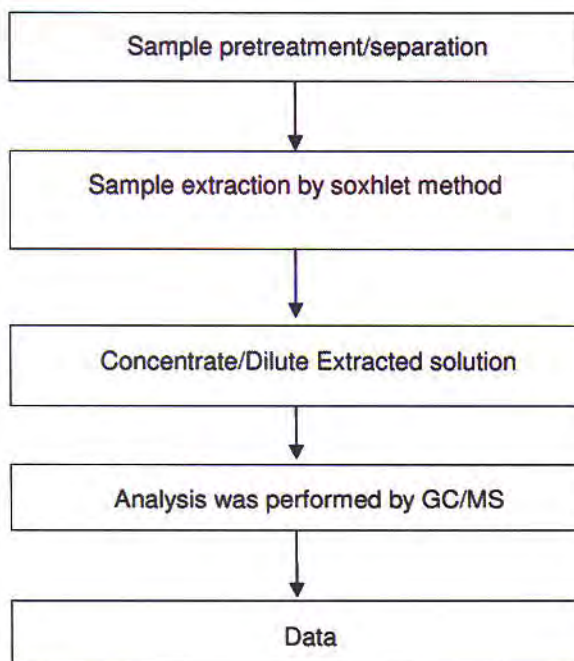 Sample pretreatment/separation
Sample extraction by soxhlet method
Concentrate/Dilute Extracted solution
Analysis was performed by GC/MS
Data